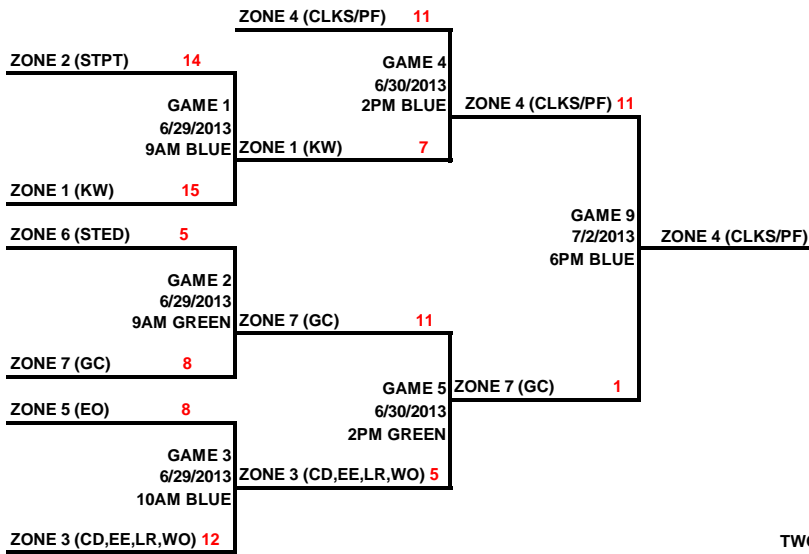 ZONE 4 (CLKS/PF) 11
ZONE 2 (STPT) 14
GAME 4
6/30/2013
2PM BLUE
GAME 1
6/29/2013
9AM BLUE
ZONE 4 (CLKS/PF) 11
ZONE 1 (KW) 7
ZONE 1 (KW) 15
GAME 9
7/2/2013
6PM BLUE
ZONE 4 (CLKS/PF)
ZONE 6 (STED) 5
GAME 2
6/29/2013
9AM GREEN
ZONE 7 (GC) 11
ZONE 7 (GC) 8
GAME 5
6/30/2013
2PM GREEN
ZONE 7 (GC) 1
ZONE 5 (EO) 8
GAME 3
6/29/2013
10AM BLUE
ZONE 3 (CD,EE,LR,WO) 5
ZONE 3 (CD,EE,LR,WO) 12